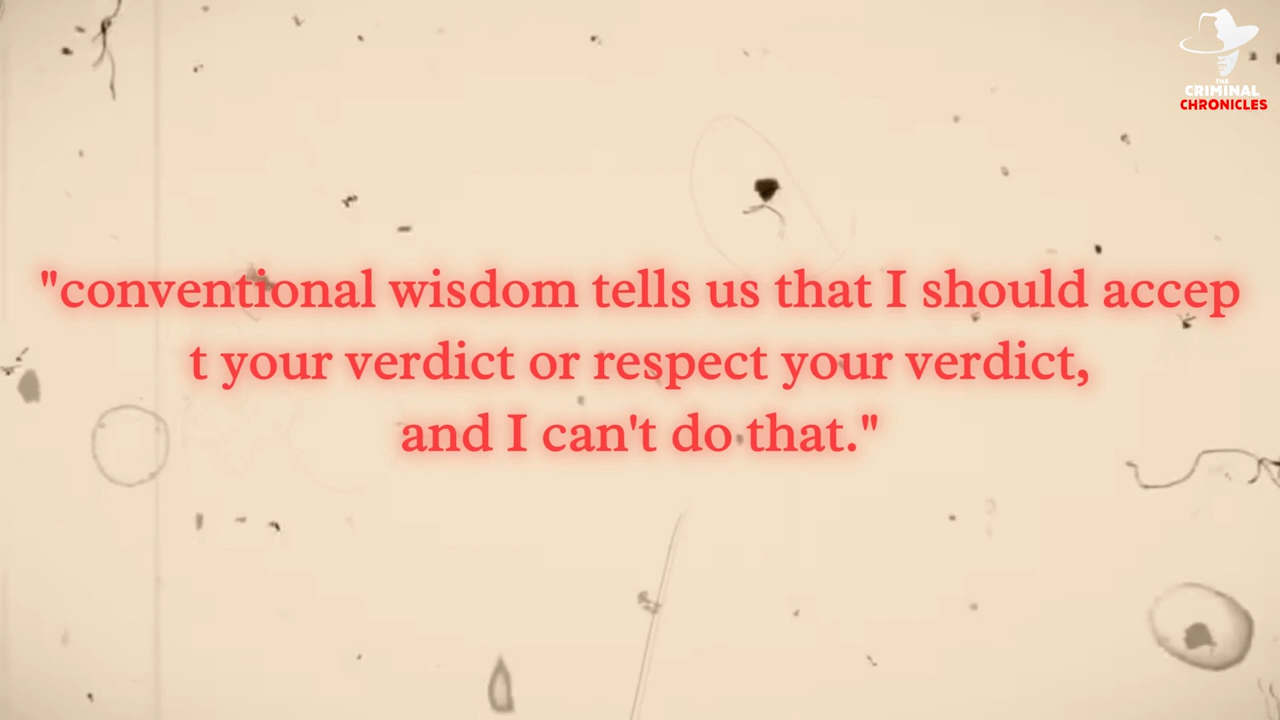 THE
CRIMINAL
CHRONICLES
"conventional wisdom tells us that I should accep
t your verdict or respect your verdict,
and I can't do that."